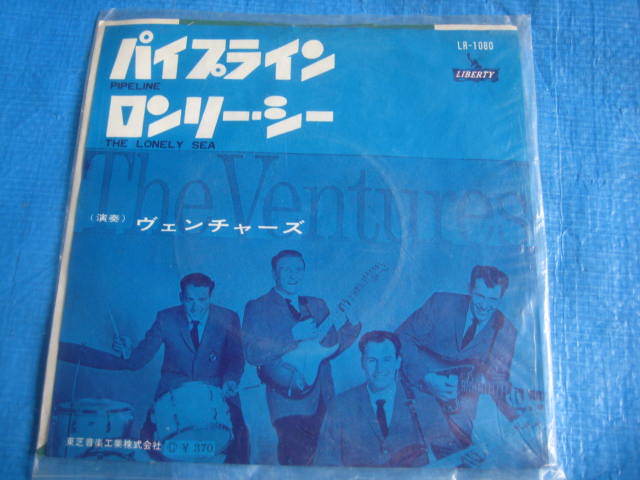 パイプライン
PIPELINE
ロンリー・シー
THE LONELY SEA
LR-1080
LIBERTY
The Ventures
(演奏) ヴェンチャーズ
東芝音楽工業株式会社 ¥370